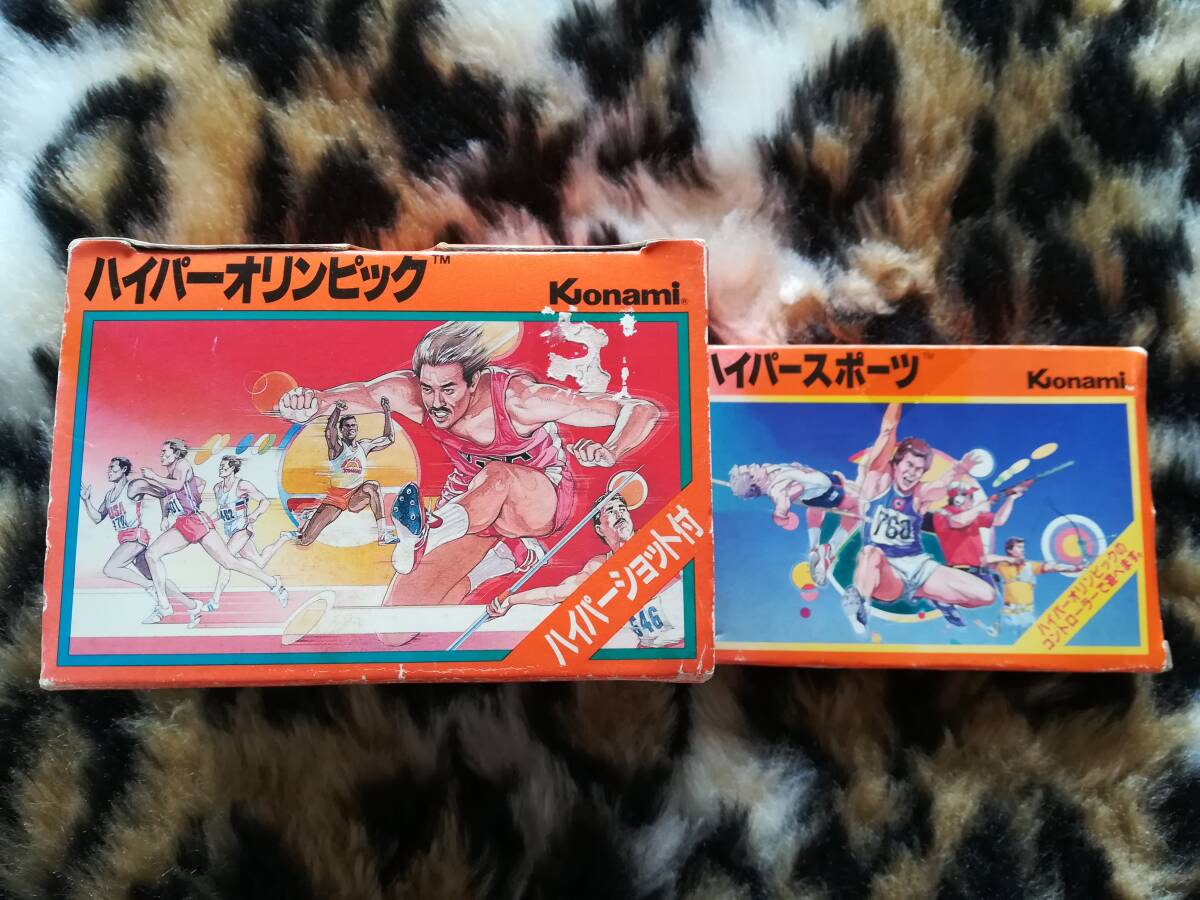 ハイパーオリンピック™
Konami®
USA
646
ハイパーショット付
ハイパースポーツ™
Konami
ハイパーオリンピックの
コントローラーで遊べます。